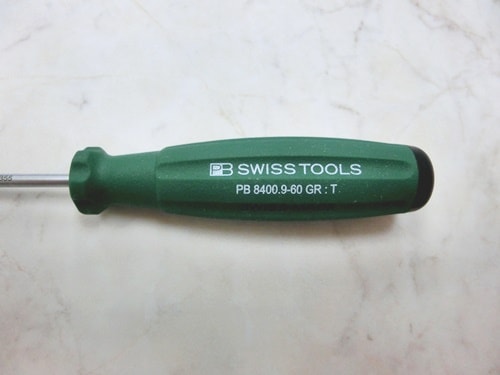 PB SWISS TOOLS
PB 8400.9-60 GR : T